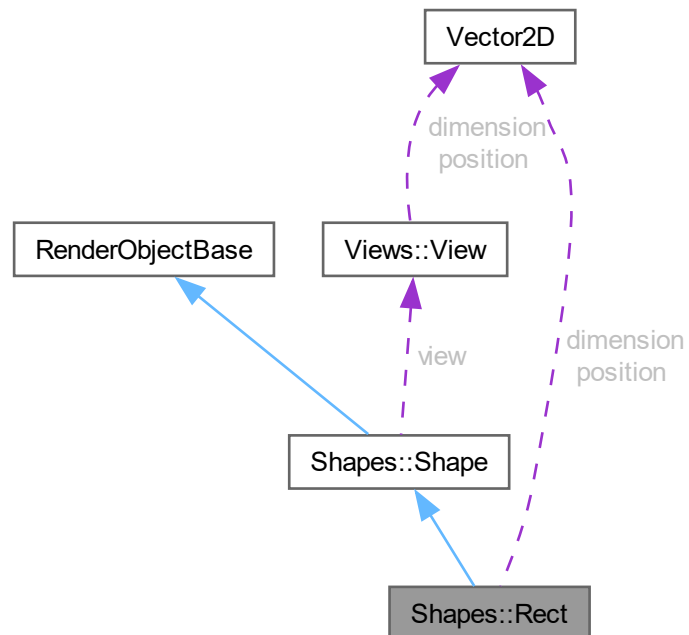 Vector2D
dimension
position
RenderObjectBase
Views::View
dimension
position
view
Shapes::Shape
Shapes::Rect